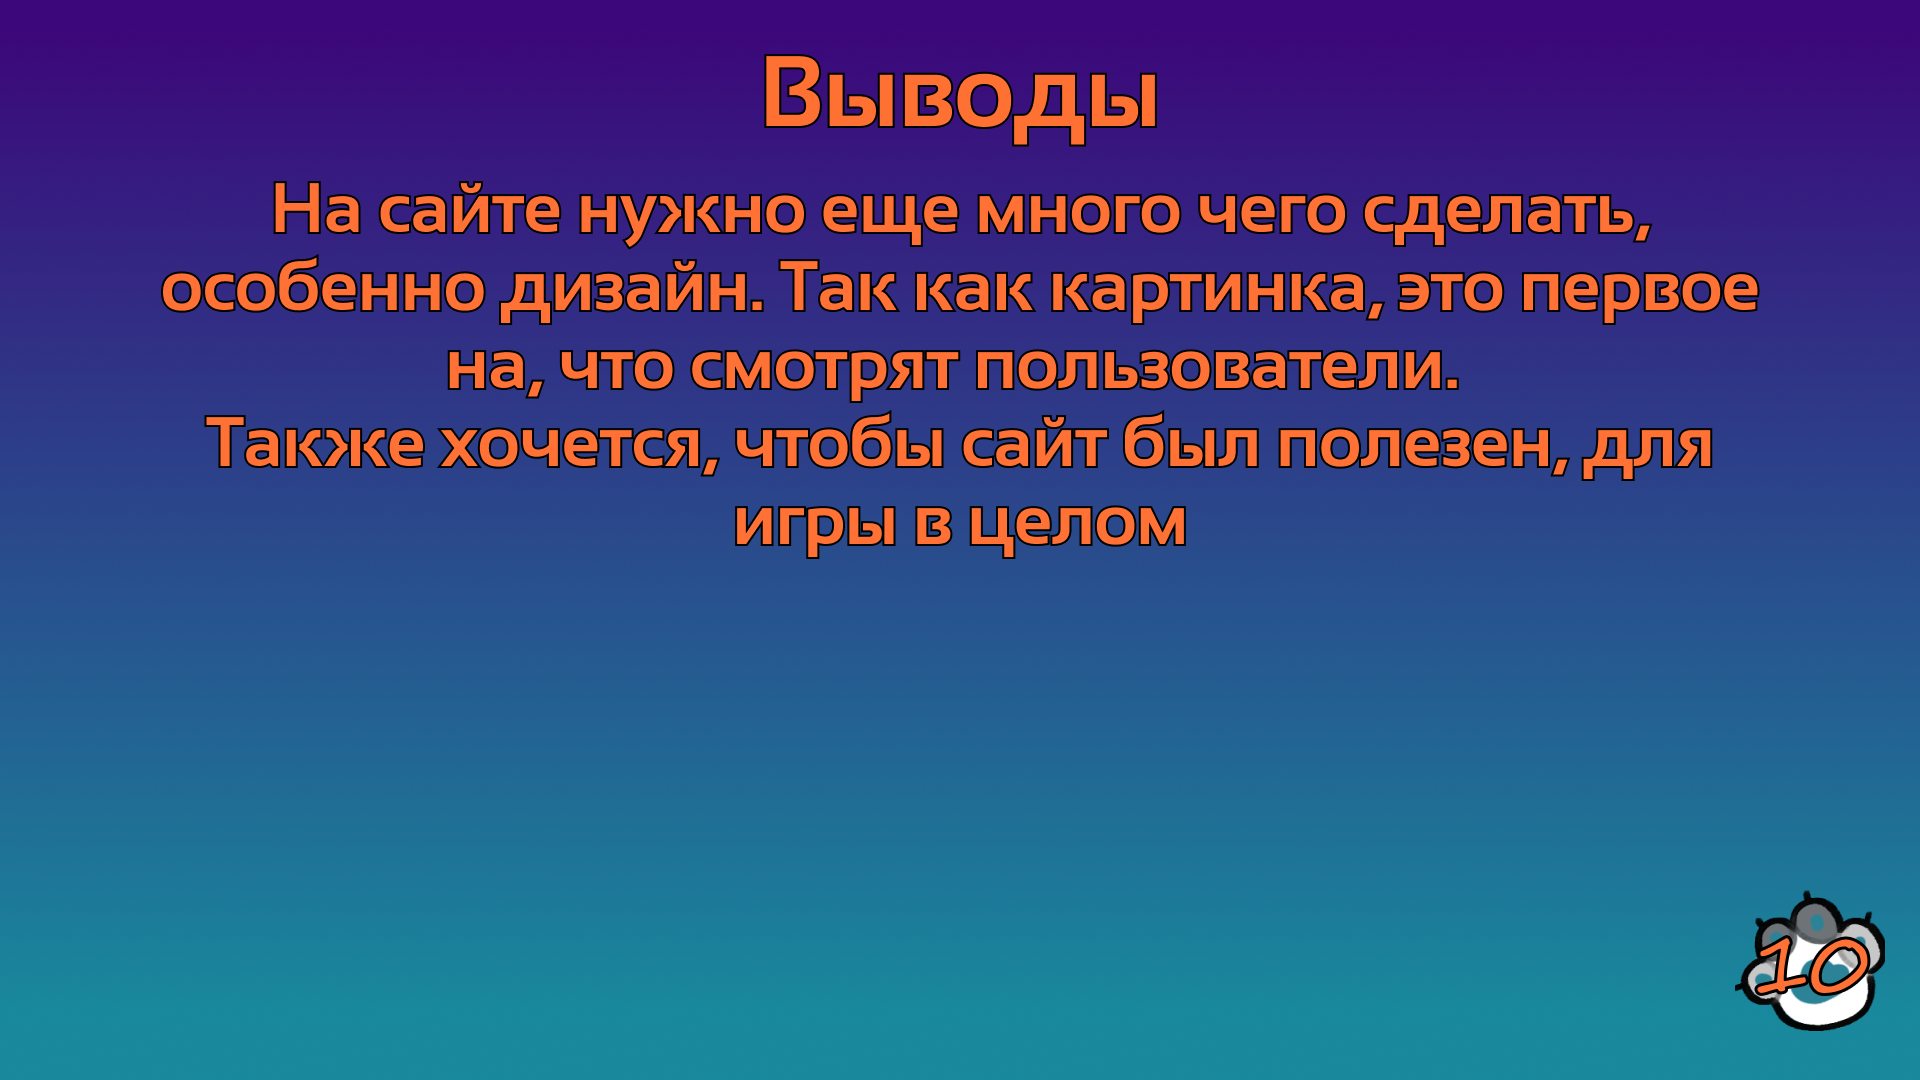 Выводы
На сайте нужно еще много чего сделать,
особенно дизайн. Так как картинка, это первое
на, что смотрят пользователи.
Также хочется, чтобы сайт был полезен, для
игры в целом
10